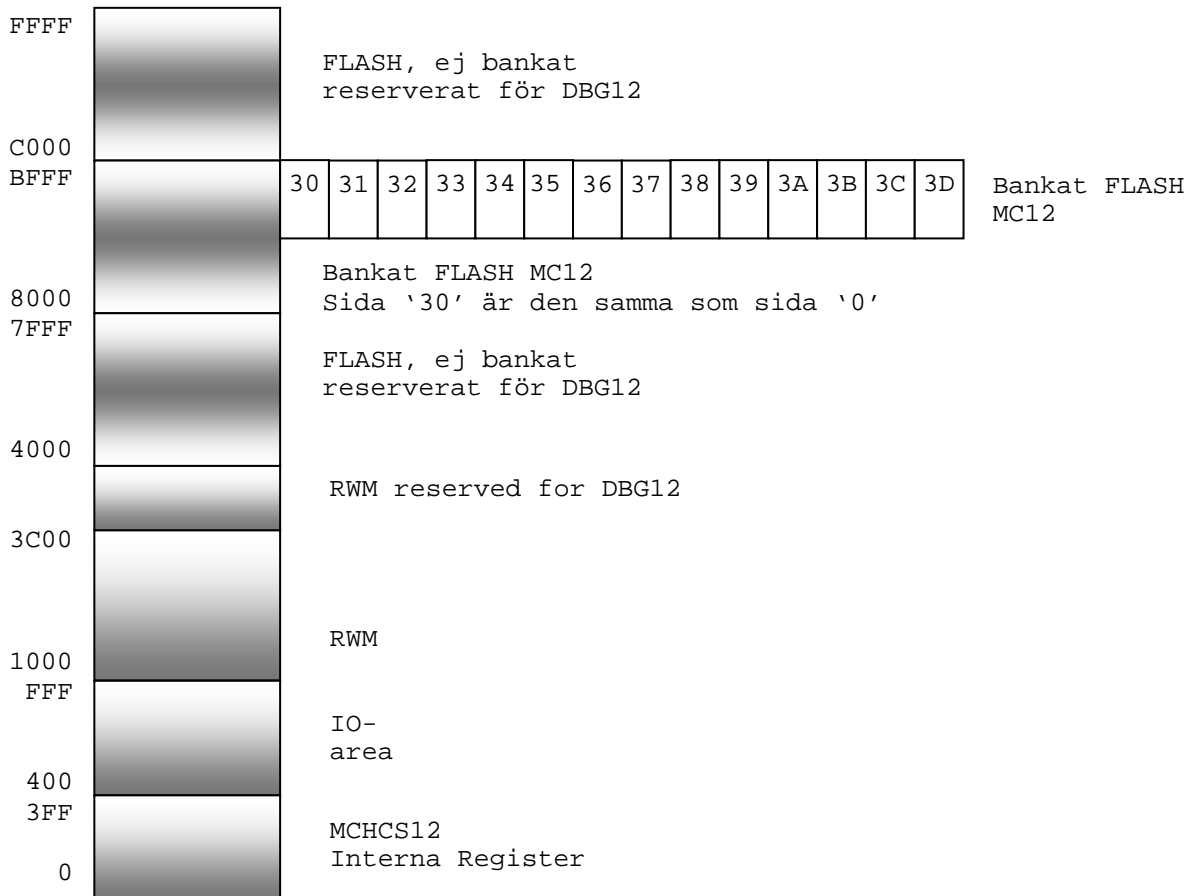 FFFF
FLASH, ej bankat
reserverat för DBG12
C000
BFFF
30 31 32 33 34 35 36 37 38 39 3A 3B 3C 3D
Bankat FLASH
MC12
Bankat FLASH MC12
8000
Sida ‘30’ är den samma som sida ‘0’
7FFF
FLASH, ej bankat
reserverat för DBG12
4000
RWM reserved for DBG12
3C00
RWM
1000
FFF
IO-
area
400
3FF
MCHCS12
Interna Register
0